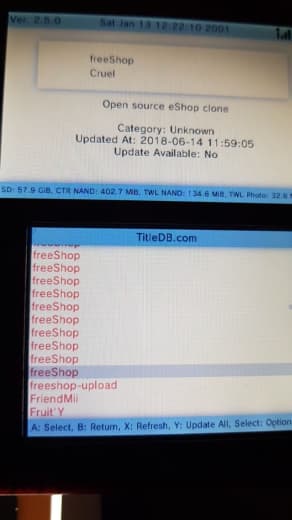 Ver. 2.5.0 Sat Jan 13 12:22:10 2001
freeShop
Cruel
Open source eShop clone
Category: Unknown
Updated At: 2018-06-14 11:59:05
Update Available: No
SD: 57.9 GiB, CTR NAND: 402.7 MiB, TWL NAND: 134.6 MiB, TWL Photo: 32.
TitleDB.com
freeShop
freeShop
freeShop
freeShop
freeShop
freeShop
freeShop
freeShop
freeShop
freeShop
freeShop
freeshop-upload
FriendMii
Fruit'Y
A: Select, B: Return, X: Refresh, Y: Update All, Select: Option